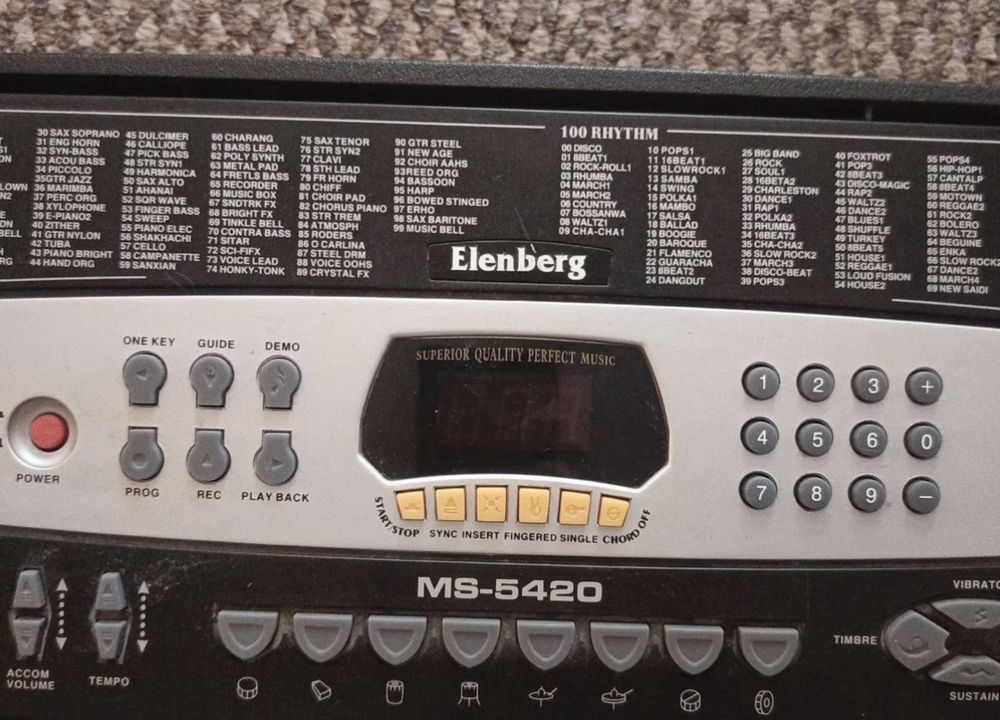 30 SAX SOPRANO
31 ENG HORN
32 SYN-BASS
33 ACOU BASS
34 PICCOLO
35GTR JAZZ
36 MARIMBA
37 PERC ORG
38 XYLOPHONE
39 E-PIANO2
40 ZITHER
41 GTR NYLON
42 TUBA
43 PIANO BRIGHT
44 HAND ORG
45 DULCIMER
46 CALLIOPE
47 PICK BASS
48 STR SYN1
49 HARMONICA
50 SAX ALTO
51 AHANAI
52 SQR WAVE
53 FINGER BASS
54 SWEEP
55 PIANO ELEC
56 SHAKHACHI
57 CELLO
58 CAMPANETTE
59 SANXIAN
60 CHARANG
61 BASS LEAD
62 POLY SYNTH
63 METAL PAD
64 FRETLS BASS
65 RECORDER
66 MUSIC BOX
67 SNDTRK FX
68 BRIGHT FX
69 TINKLE BELL
70 CONTRA BASS
71 SITAR
72 SCI-FIFX
73 VOICE LEAD
74 HONKY-TONK
75 SAX TENOR
76 STR SYN2
77 CLAVI
78 5TH LEAD
79 FR HORN
80 CHIFF
81 CHOIR PAD
82 CHORUS PIANO
83 STR TREM
84 ATMOSPH
85 RODERS
86 O CARLINA
87 STEEL DRM
88 VOICE OOHS
89 CRYSTAL FX
90 GTR STEEL
91 NEW AGE
92 CHOIR AAHS
93REED ORG
94 BASSOON
95 HARP
96 BOWED STINGED
97 ERHO
98 SAX BARITONE
99 MUSIC BELL
100 RHYTHM
00 DISCO
01 8BEAT1
02 ROCK-ROLL1
03 RHUMBA
04 MARCH1
05 MARCH2
06 COUNTRY
07 BOSSANWA
08 WALTZ1
09 CHA-CHA1
10 POPS1
11 16BEAT1
12 SLOWROCK1
13 SAMBA
14 SWING
15 POLKA1
16 MAMBO
17 SALSA
18 BALLAD
19 BOOGIE
20 BAROQUE
21 FLAMENCO
22 GUARACHA
23 8BEAT2
24 DANGDUT
25 BIG BAND
26 ROCK
27 SOUL1
28 16BETA2
29 CHARLESTON
30 DANCE1
31 RAP1
32 POLKA2
33 RHUMBA
34 16BEAT3
35 CHA-CHA2
36 SLOW ROCK2
37 MARCH3
38 DISCO-BEAT
39 POPS3
40 FOXTROT
41 POP3
42 8BEAT3
43 DISCO-MAGIC
44 RAP3
45 WALTZ2
46 DANCE2
47 BLUES1
48 SHUFFLE
49 TURKEY
50 8BEATS
51 HOUSE1
52 REGGAE1
53 LOUD FUSION
54 HOUSE2
55 POPS4
56 HIP-HOP1
57 CANTALP
58 8BEAT4
59 MOTOWN
60 REGGAE2
61 ROCK2
62 BOLERO
63 WALTZ3
64 BEGUINE
65 ENKA
66 SLOW ROCK2
67 DANCE2
68 MARCH4
69 NEW SAIDI
Elenberg
ONE KEY GUIDE DEMO
SUPERIOR QUALITY PERFECT MUSIC
1 2 3 +
4 5 6 0
7 8 9 −
POWER
PROG REC PLAY BACK
START/STOP SYNC INSERT FINGERED SINGLE CHORD OFF
MS-5420
ACCOM
VOLUME
TEMPO
TIMBRE